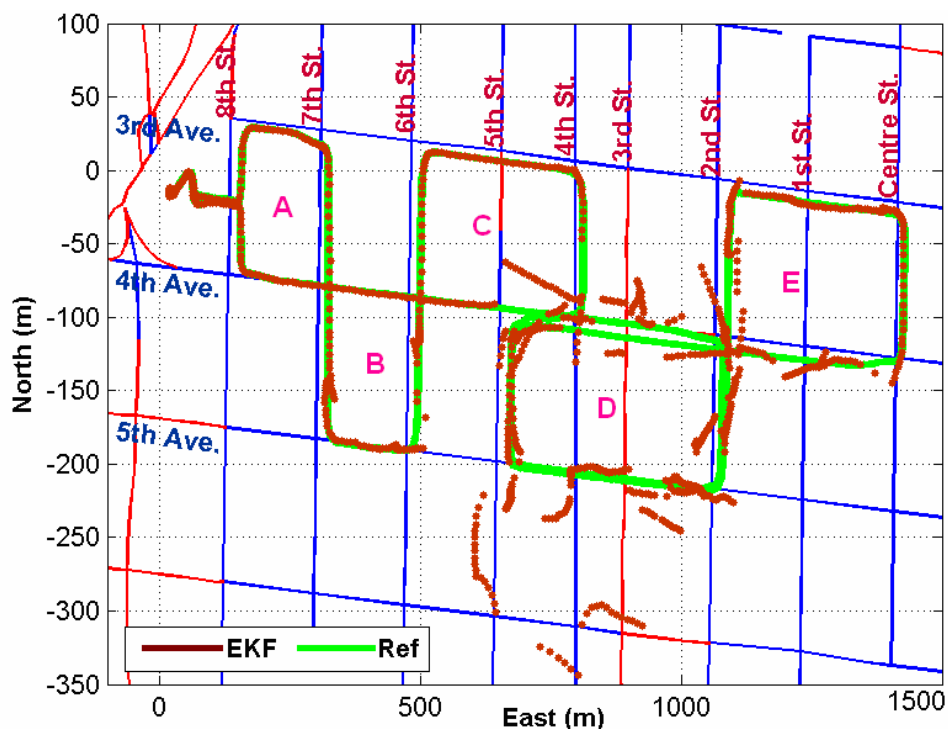 100
50
0
-50
-100
-150
-200
-250
-300
-350
North (m)
0
500
1000
1500
East (m)
8th St.
7th St.
6th St.
5th St.
4th St.
3rd St.
2nd St.
1st St.
Centre St.
3rd Ave.
4th Ave.
5th Ave.
A
B
C
D
E
EKF
Ref